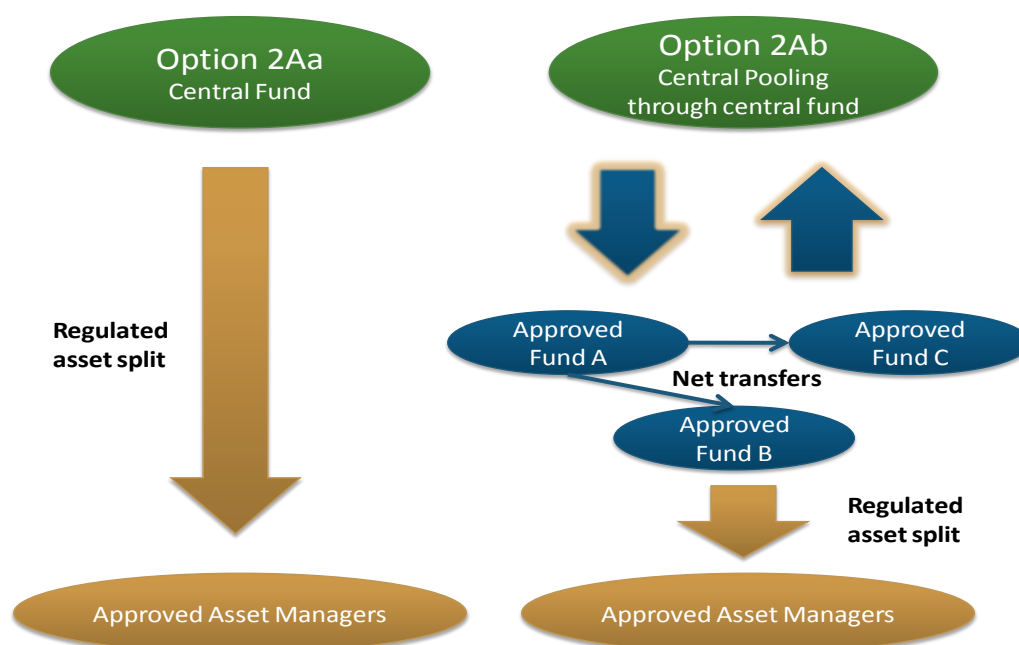 Option 2Aa
Central Fund
Option 2Ab
Central Pooling
through central fund
Regulated
asset split
Approved
Fund A
Approved
Fund C
Net transfers
Approved
Fund B
Regulated
asset split
Approved Asset Managers
Approved Asset Managers